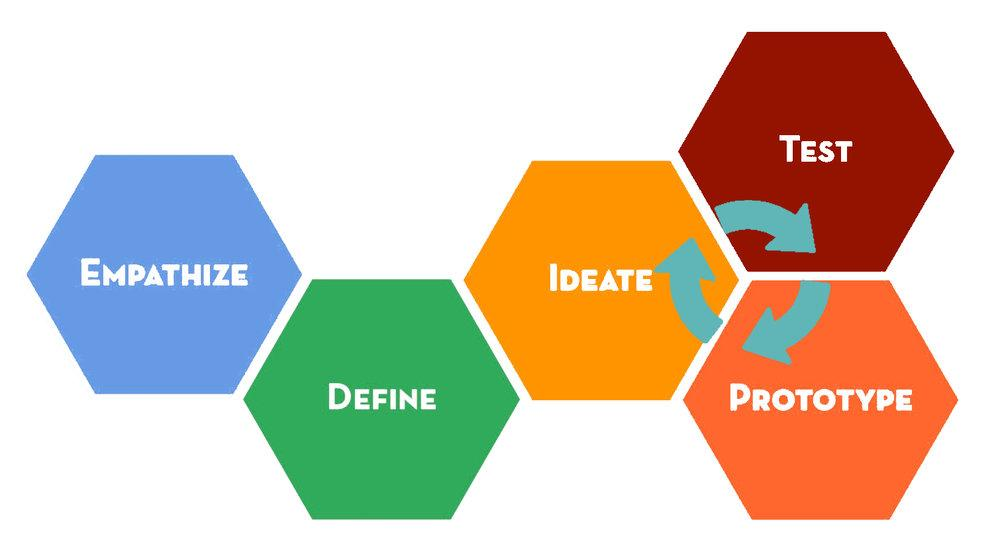 Empathize
Define
Ideate
Test
Prototype